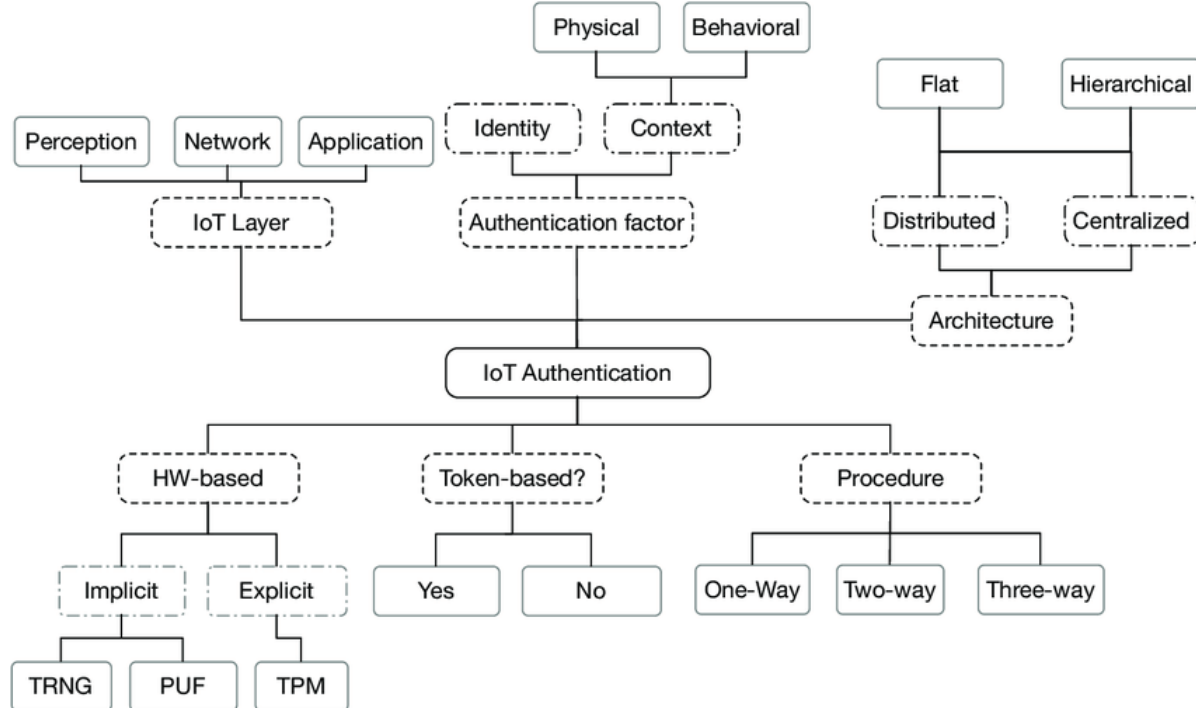 Physical
Behavioral
Flat
Hierarchical
Identity
Context
Perception
Network
Application
IoT Layer
Authentication factor
Distributed
Centralized
Architecture
IoT Authentication
HW-based
Token-based?
Procedure
Implicit
Explicit
Yes
No
One-Way
Two-way
Three-way
TRNG
PUF
TPM